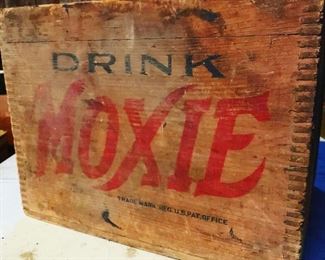 DRINK
MOXIE
TRADE MARK REG. U.S. PAT. OFFICE